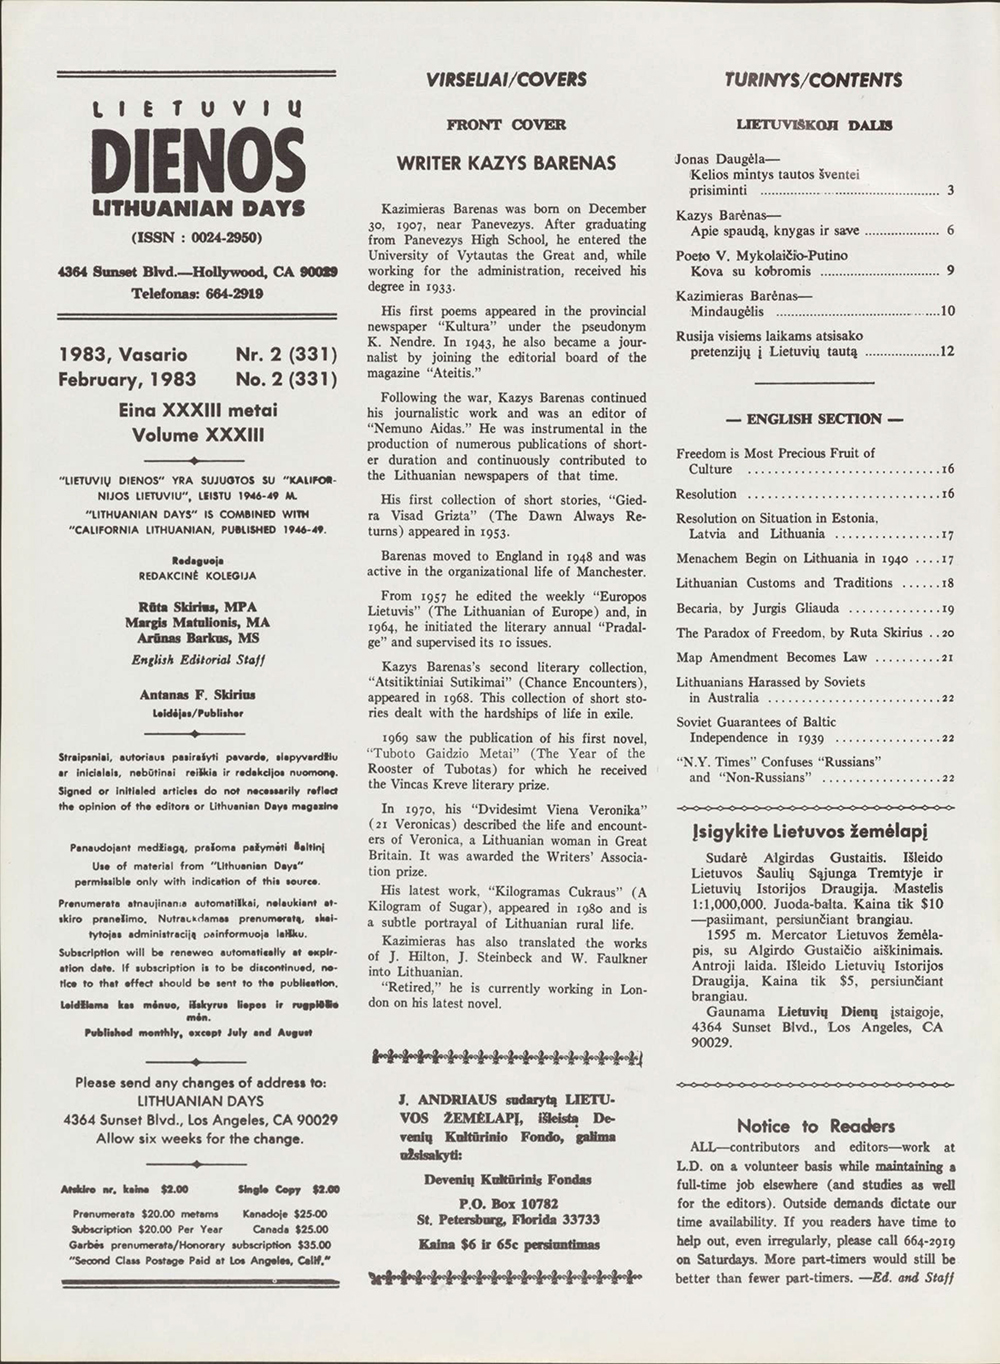 LIETUVIŲ
DIENOS
LITHUANIAN DAYS
(ISSN : 0024-2950)
4364 Sunset Blvd.—Hollywood, CA 90029
Telefonas: 664-2919
1983, Vasario Nr. 2 (331)
February, 1983 No. 2 (331)
Eina XXXIII metai
Volume XXXIII
"LIETUVIŲ DIENOS" YRA SUJUGTOS SU "KALIFOR-
NIJOS LIETUVIU", LEISTU 1946-49 M.
"LITHUANIAN DAYS" IS COMBINED WITH
"CALIFORNIA LITHUANIAN, PUBLISHED 1946-49.
Redaguoja
REDAKCINĖ KOLEGIJA
Rūta Skirius, MPA
Margis Matulionis, MA
Arūnas Barkus, MS
English Editorial Staff
Antanas F. Skirius
Leidėjas/Publisher
Straipsniai, autoriaus pasirašyti pavarde, slapyvardžiu
ar inicialais, nebūtinai reiškia ir redakcijos nuomonę.
Signed or initialed articles do not necessarily reflect
the opinion of the editors or Lithuanian Days magazine
Panaudojant medžiagą, prašoma pažymėti šaltinį
Use of material from "Lithuanian Days"
permissible only with indication of this source.
Prenumerata atnaujinama automatiškai, nelaukiant at-
skiro pranešimo. Nutraukdamas prenumeratą, skai-
tytojas administraciją painformuoja laišku.
Subscription will be renewed automatically at expir-
ation date. If subscription is to be discontinued, no-
tice to that effect should be sent to the publication.
Leidžiama kas mėnuo, išskyrus liepos ir rugpiūčio
mėn.
Published monthly, except July and August
Please send any changes of address to:
LITHUANIAN DAYS
4364 Sunset Blvd., Los Angeles, CA 90029
Allow six weeks for the change.
Atskiro nr. kaina $2.00 Single Copy $2.00
Prenumerata $20.00 metams Kanadoje $25.00
Subscription $20.00 Per Year Canada $25.00
Garbės prenumerata/Honorary subscription $35.00
"Second Class Postage Paid at Los Angeles, Calif."
VIRSELIAI/COVERS
FRONT COVER
WRITER KAZYS BARENAS
Kazimieras Barenas was born on December
30, 1907, near Panevezys. After graduating
from Panevezys High School, he entered the
University of Vytautas the Great and, while
working for the administration, received his
degree in 1933.
His first poems appeared in the provincial
newspaper "Kultura" under the pseudonym
K. Nendre. In 1943, he also became a jour-
nalist by joining the editorial board of the
magazine "Ateitis."
Following the war, Kazys Barenas continued
his journalistic work and was an editor of
"Nemuno Aidas." He was instrumental in the
production of numerous publications of short-
er duration and continuously contributed to
the Lithuanian newspapers of that time.
His first collection of short stories, "Gied-
ra Visad Grizta" (The Dawn Always Re-
turns) appeared in 1953.
Barenas moved to England in 1948 and was
active in the organizational life of Manchester.
From 1957 he edited the weekly "Europos
Lietuvis" (The Lithuanian of Europe) and, in
1964, he initiated the literary annual "Pradal-
ge" and supervised its 10 issues.
Kazys Barenas's second literary collection,
"Atsitiktiniai Sutikimai" (Chance Encounters),
appeared in 1968. This collection of short sto-
ries dealt with the hardships of life in exile.
1969 saw the publication of his first novel,
"Tuboto Gaidzio Metai" (The Year of the
Rooster of Tubotas) for which he received
the Vincas Kreve literary prize.
In 1970, his "Dvidesimt Viena Veronika"
(21 Veronicas) described the life and encount-
ers of Veronica, a Lithuanian woman in Great
Britain. It was awarded the Writers' Associa-
tion prize.
His latest work, "Kilogramas Cukraus" (A
Kilogram of Sugar), appeared in 1980 and is
a subtle portrayal of Lithuanian rural life.
Kazimieras has also translated the works
of J. Hilton, J. Steinbeck and W. Faulkner
into Lithuanian.
"Retired," he is currently working in Lon-
don on his latest novel.
J. ANDRIAUS sudarytą LIETU-
VOS ŽEMĖLAPĮ, išleistą De-
venių Kultūrinio Fondo, galima
užsisakyti:
Devenių Kultūrinis Fondas
P.O. Box 10782
St. Petersburg, Florida 33733
Kaina $6 ir 65c persiuntimas
TURINYS/CONTENTS
LIETUVIŠKOJI DALIS
Jonas Daugėla—
Kelios mintys tautos šventei
prisiminti ........................................ 3
Kazys Barėnas—
Apie spaudą, knygas ir save ................... 6
Poeto V. Mykolaičio-Putino
Kova su kobromis .............................. 9
Kazimieras Barėnas—
Mindaugėlis .........................................10
Rusija visiems laikams atsisako
pretenzijų į Lietuvių tautą ...................12
— ENGLISH SECTION —
Freedom is Most Precious Fruit of
Culture .............................16
Resolution .............................16
Resolution on Situation in Estonia,
Latvia and Lithuania ................17
Menachem Begin on Lithuania in 1940 ....17
Lithuanian Customs and Traditions ......18
Becaria, by Jurgis Gliauda ..............19
The Paradox of Freedom, by Ruta Skirius ..20
Map Amendment Becomes Law ..........21
Lithuanians Harassed by Soviets
in Australia ..........................22
Soviet Guarantees of Baltic
Independence in 1939 ................22
"N.Y. Times" Confuses "Russians"
and "Non-Russians" ..................22
Įsigykite Lietuvos žemėlapį
Sudarė Algirdas Gustaitis. Išleido
Lietuvos Šaulių Sąjunga Tremtyje ir
Lietuvių Istorijos Draugija. Mastelis
1:1,000,000. Juoda-balta. Kaina tik $10
—pasiimant, persiunčiant brangiau.
1595 m. Mercator Lietuvos žemėla-
pis, su Algirdo Gustaičio aiškinimais.
Antroji laida. Išleido Lietuvių Istorijos
Draugija. Kaina tik $5, persiunčiant
brangiau.
Gaunama Lietuvių Dienų įstaigoje,
4364 Sunset Blvd., Los Angeles, CA
90029.
Notice to Readers
ALL—contributors and editors—work at
L.D. on a volunteer basis while maintaining a
full-time job elsewhere (and studies as well
for the editors). Outside demands dictate our
time availability. If you readers have time to
help out, even irregularly, please call 664-2919
on Saturdays. More part-timers would still be
better than fewer part-timers. —Ed. and Staff